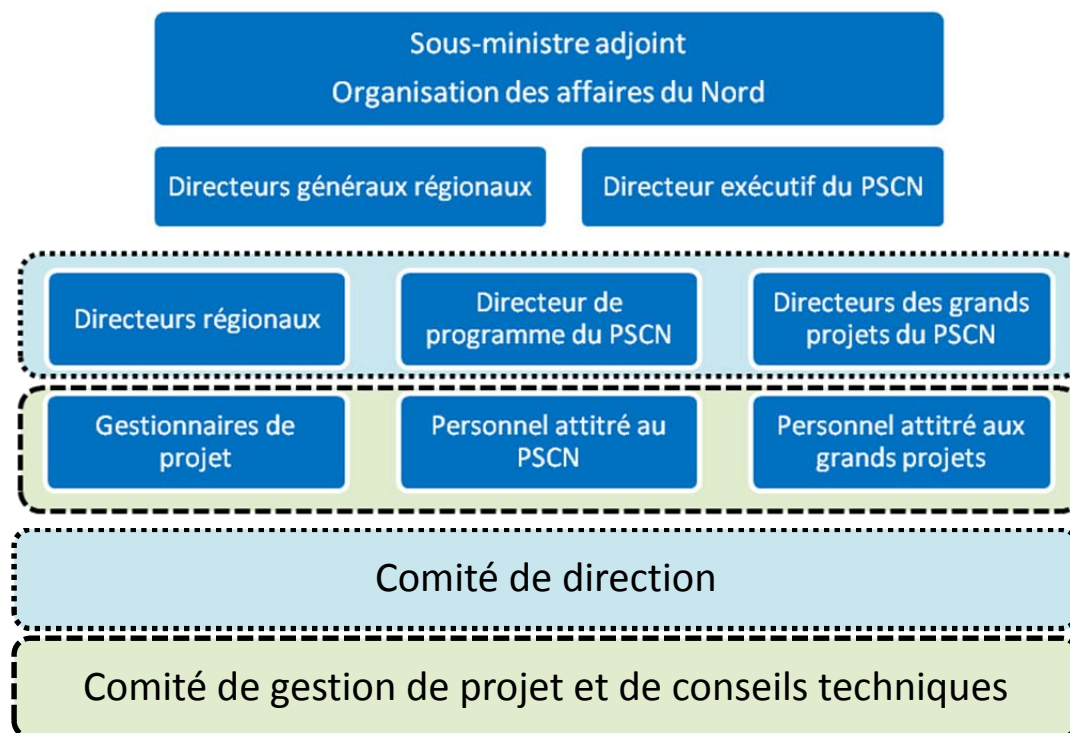 Sous-ministre adjoint
Organisation des affaires du Nord
Directeurs généraux régionaux
Directeur exécutif du PSCN
Directeurs régionaux
Directeur de
programme du PSCN
Directeurs des grands
projets du PSCN
Gestionnaires de
projet
Personnel attitré au
PSCN
Personnel attitré aux
grands projets
Comité de direction
Comité de gestion de projet et de conseils techniques